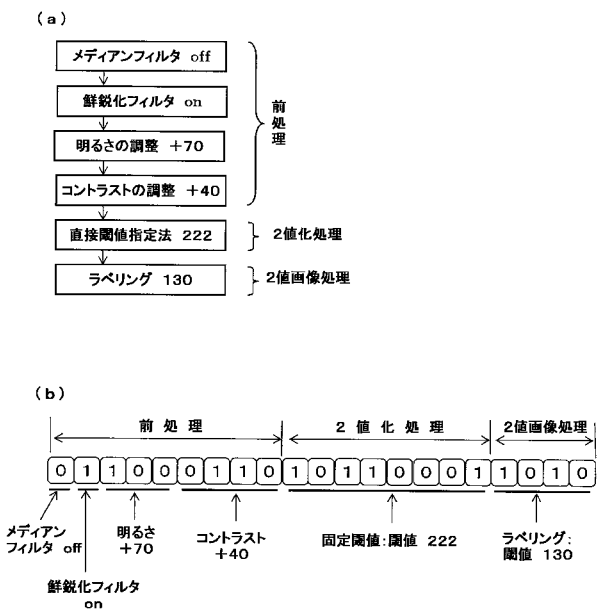 (a)
メディアンフィルタ off
鮮鋭化フィルタ on
明るさの調整 +70
コントラストの調整 +40
前処理
直接閾値指定法 222
2値化処理
ラベリング 130
2値画像処理
(b)
前処理
2値化処理
2値画像処理
0 1 1 0 0 0 1 1 0 1 0 1 1 0 0 0 1 1 0 1 0
メディアン
フィルタ off
鮮鋭化フィルタ
on
明るさ
+70
コントラスト
+40
固定閾値:閾値 222
ラベリング:
閾値 130